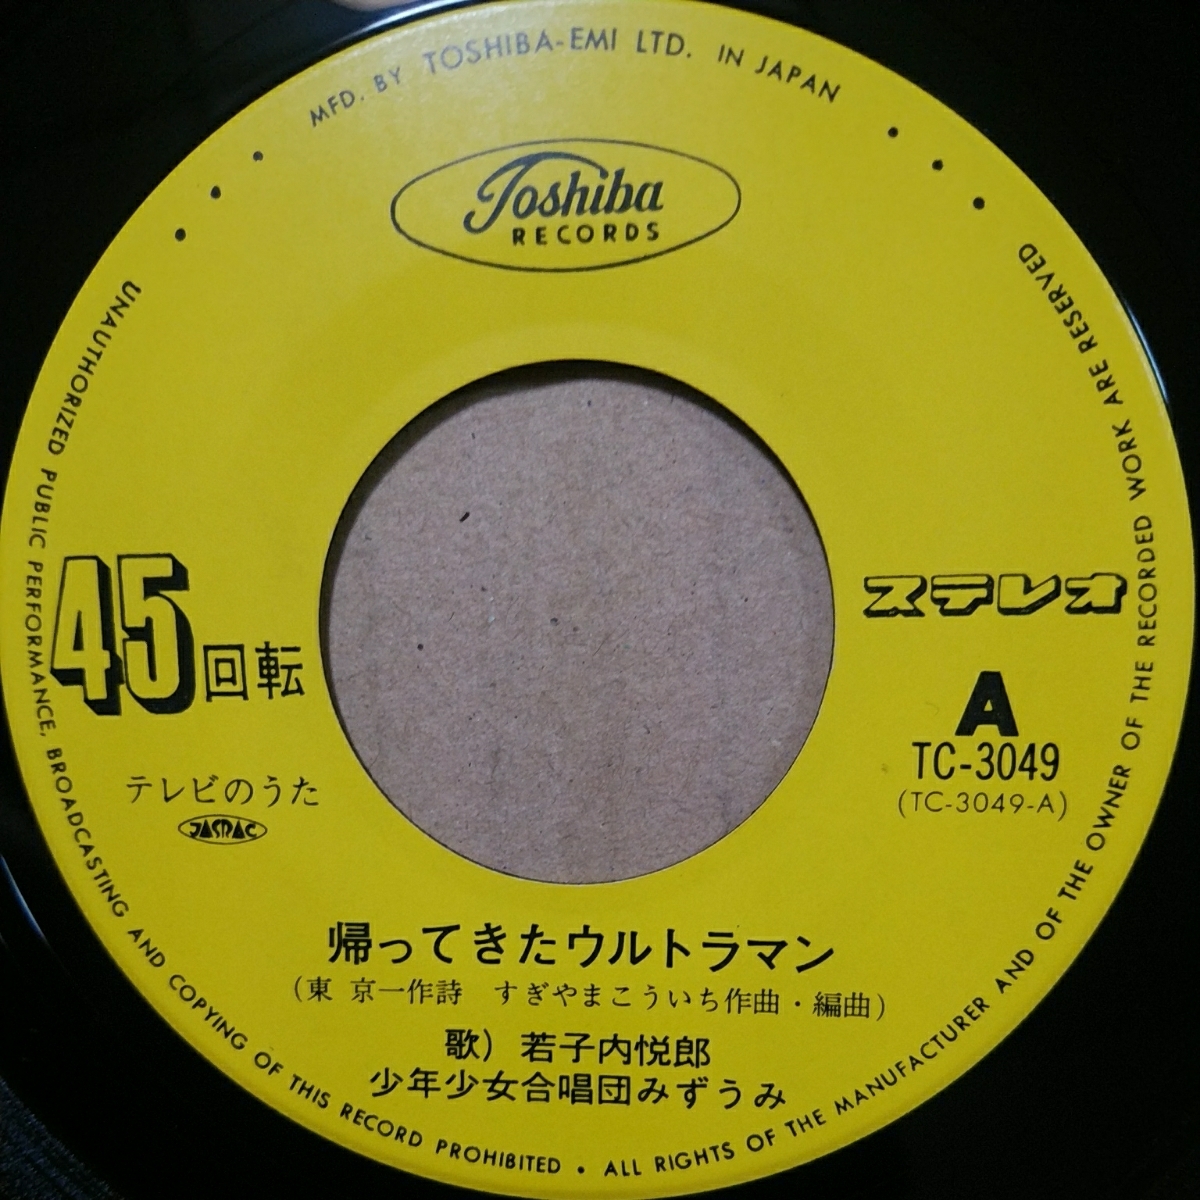 MFD. BY TOSHIBA-EMI LTD. IN JAPAN
Toshiba
RECORDS
45回転
ステレオ
A
TC-3049
(TC-3049-A)
テレビのうた
JASRAC
帰ってきたウルトラマン
(東 京一作詩 すぎやまこういち作曲・編曲)
歌) 若子内悦郎
少年少女合唱団みずうみ
UNAUTHORIZED PUBLIC PERFORMANCE, BROADCASTING AND COPYING OF THIS RECORD PROHIBITED • ALL RIGHTS OF THE MANUFACTURER AND OF THE OWNER OF THE RECORDED WORK ARE RESERVED